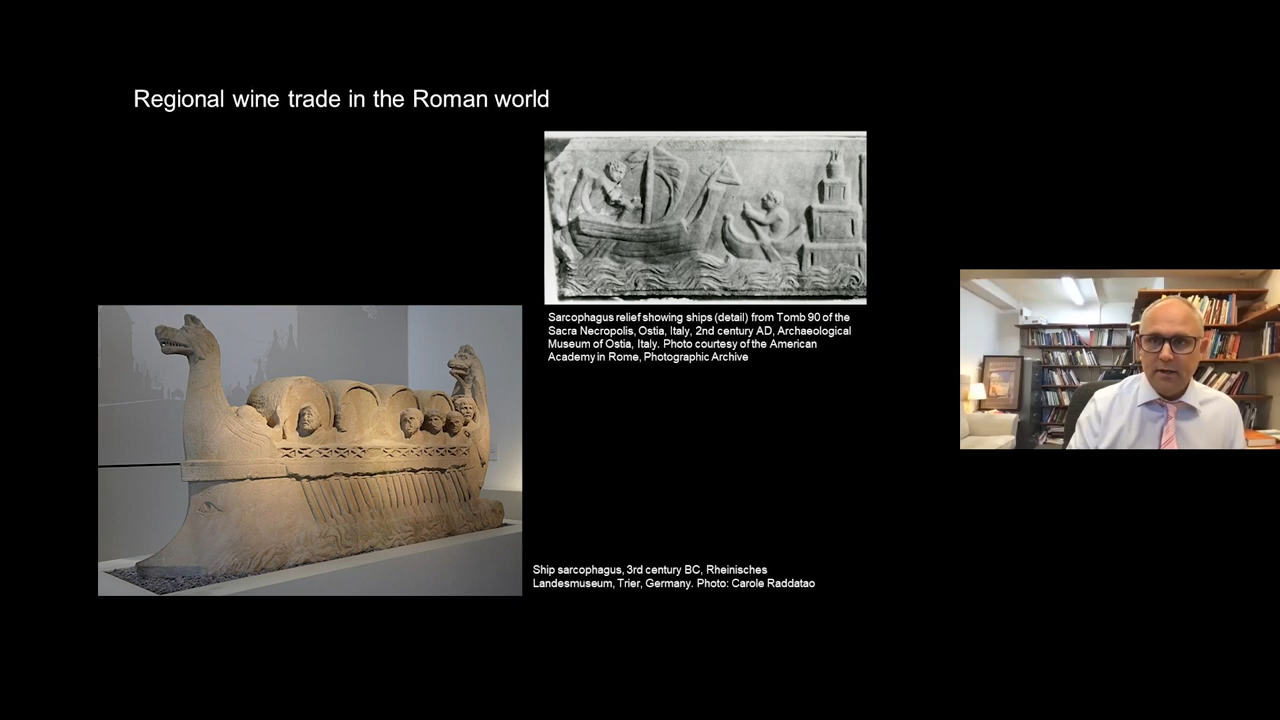 Regional wine trade in the Roman world
Sarcophagus relief showing ships (detail) from Tomb 90 of the
Sacra Necropolis, Ostia, Italy, 2nd century AD, Archaeological
Museum of Ostia, Italy. Photo courtesy of the American
Academy in Rome, Photographic Archive
Ship sarcophagus, 3rd century BC, Rheinisches
Landesmuseum, Trier, Germany. Photo: Carole Raddatao